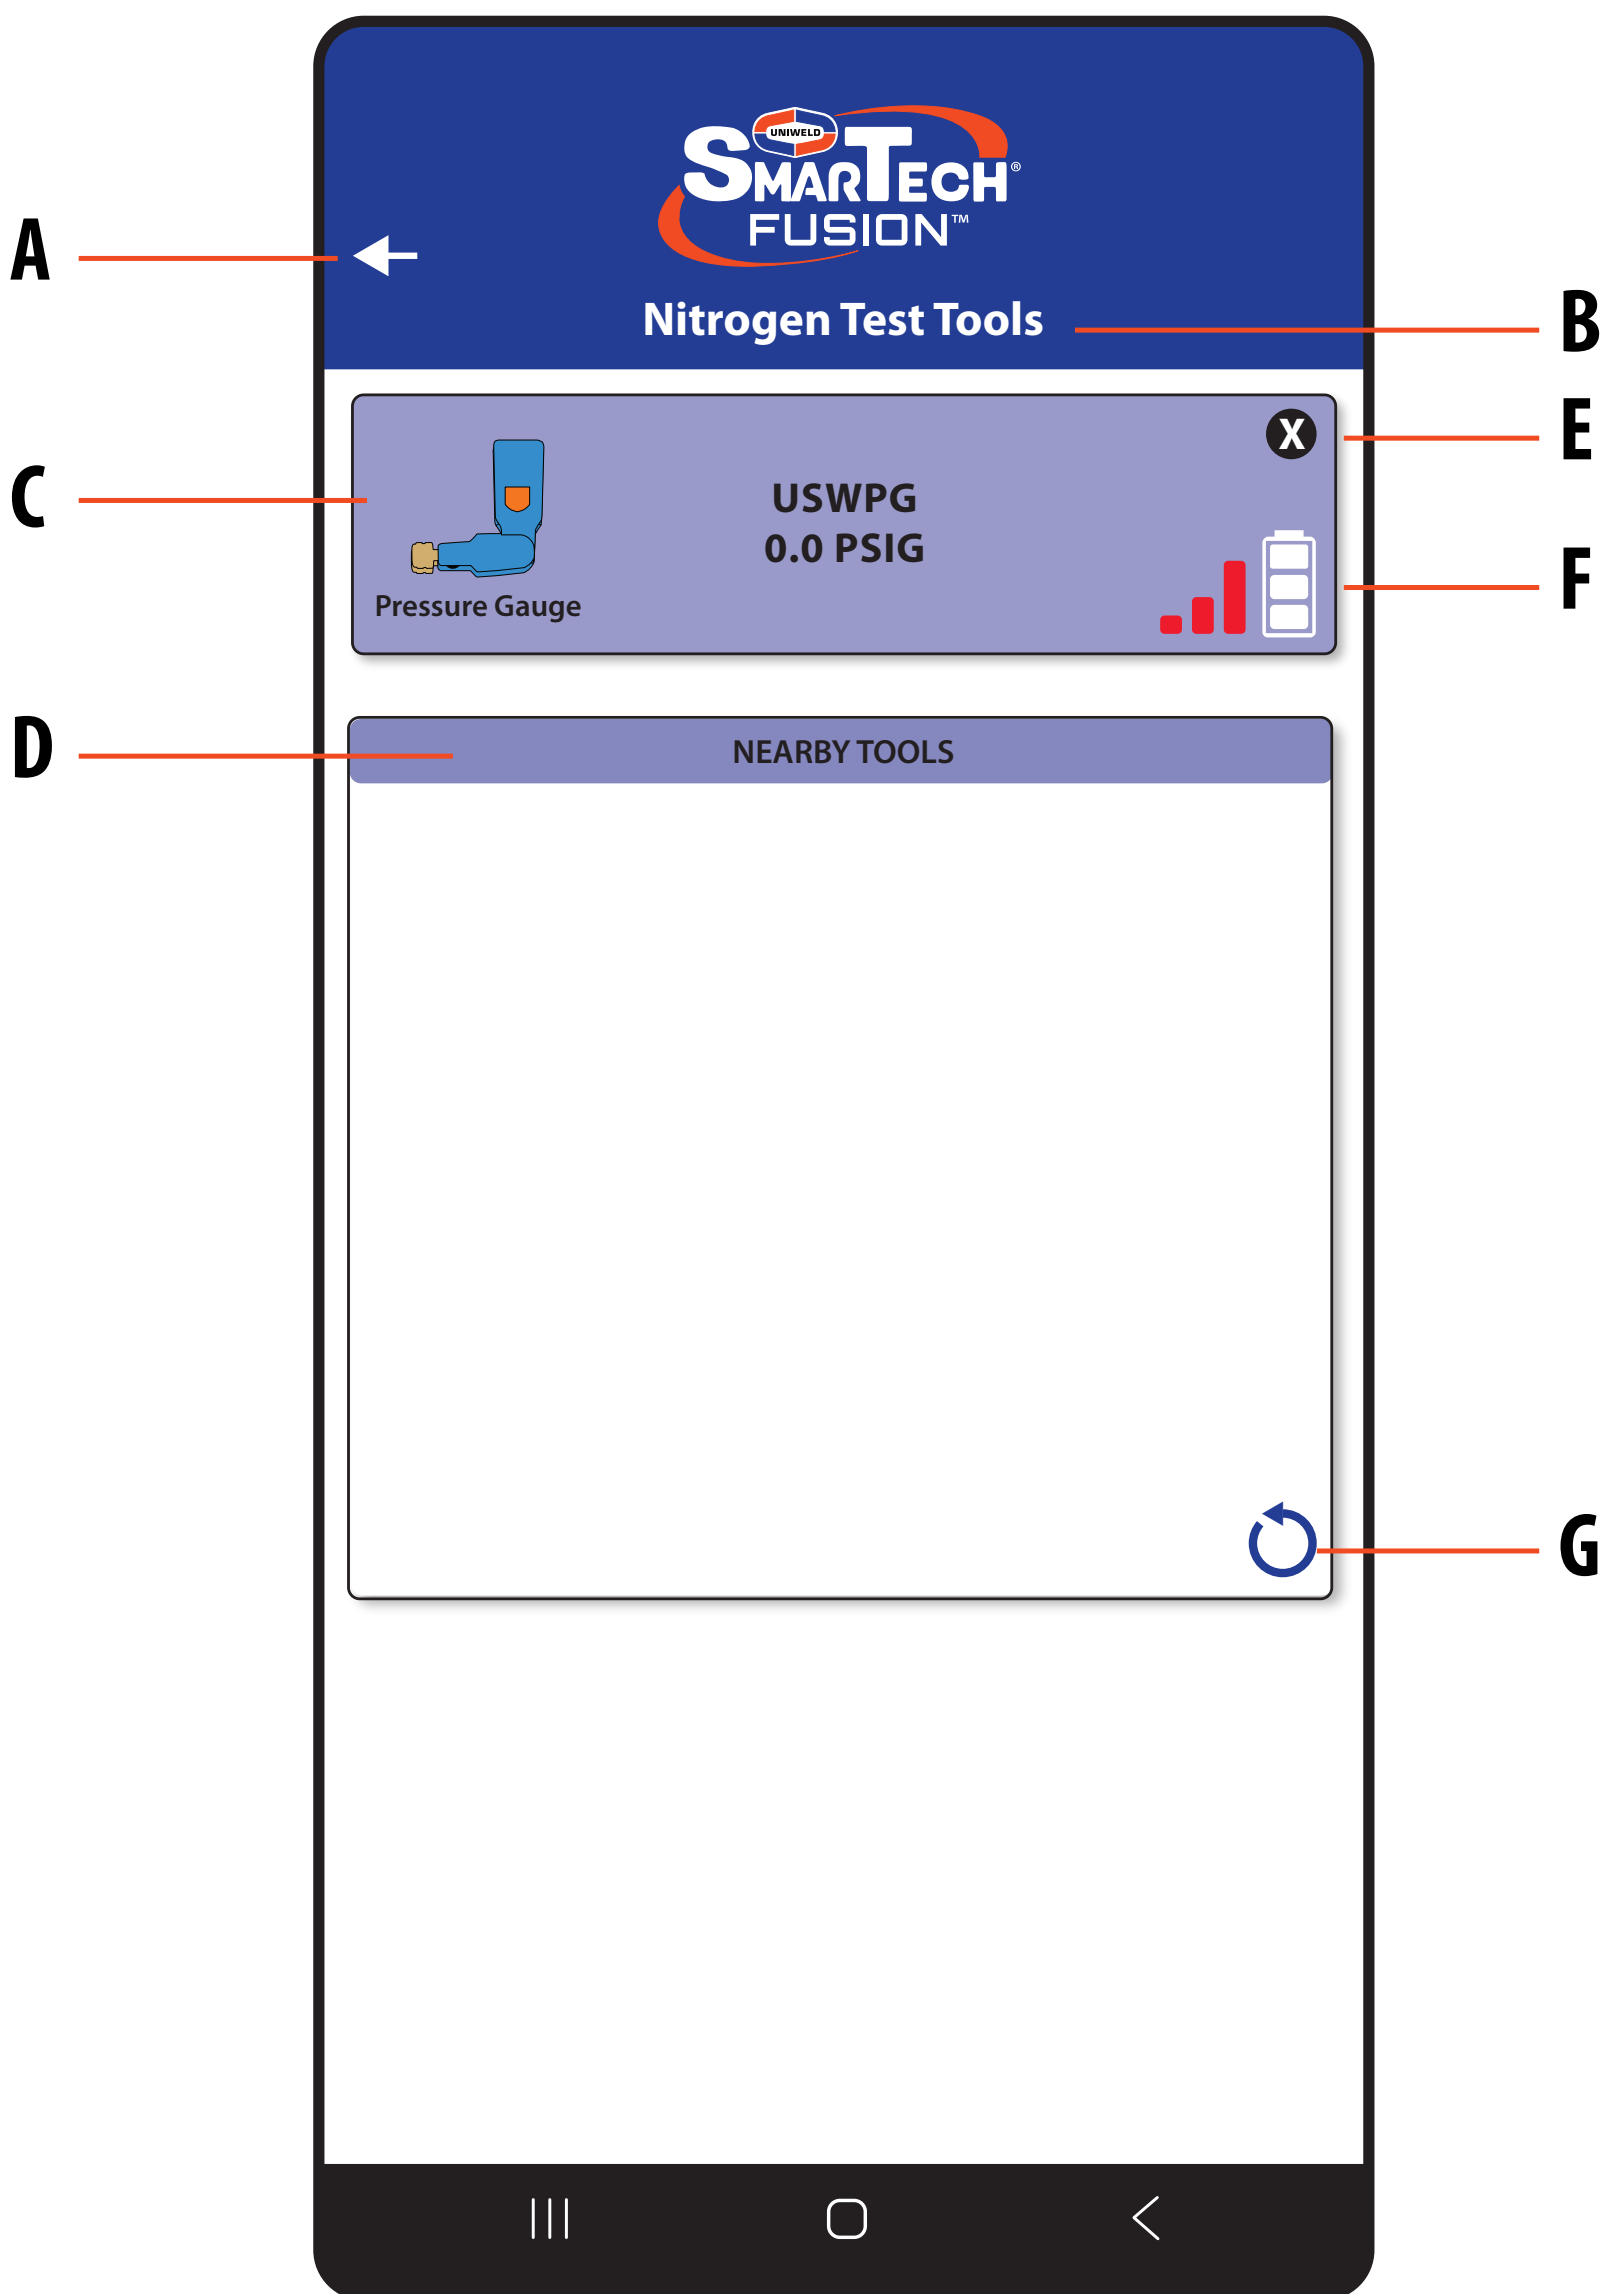 UNIWELD
SMARTECH®
FUSION™
A
Nitrogen Test Tools
B
X
E
C
USWPG
0.0 PSIG
F
Pressure Gauge
D
NEARBY TOOLS
G